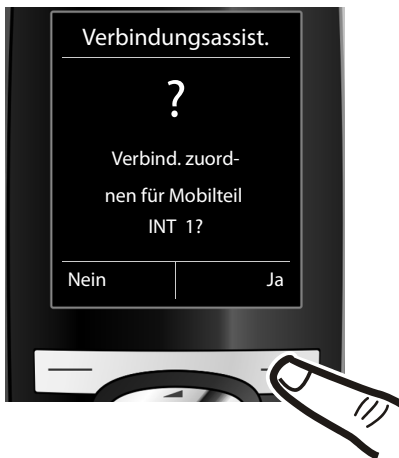 Verbindungsassist.
?
Verbind. zuord-
nen für Mobilteil
INT 1?
Nein Ja